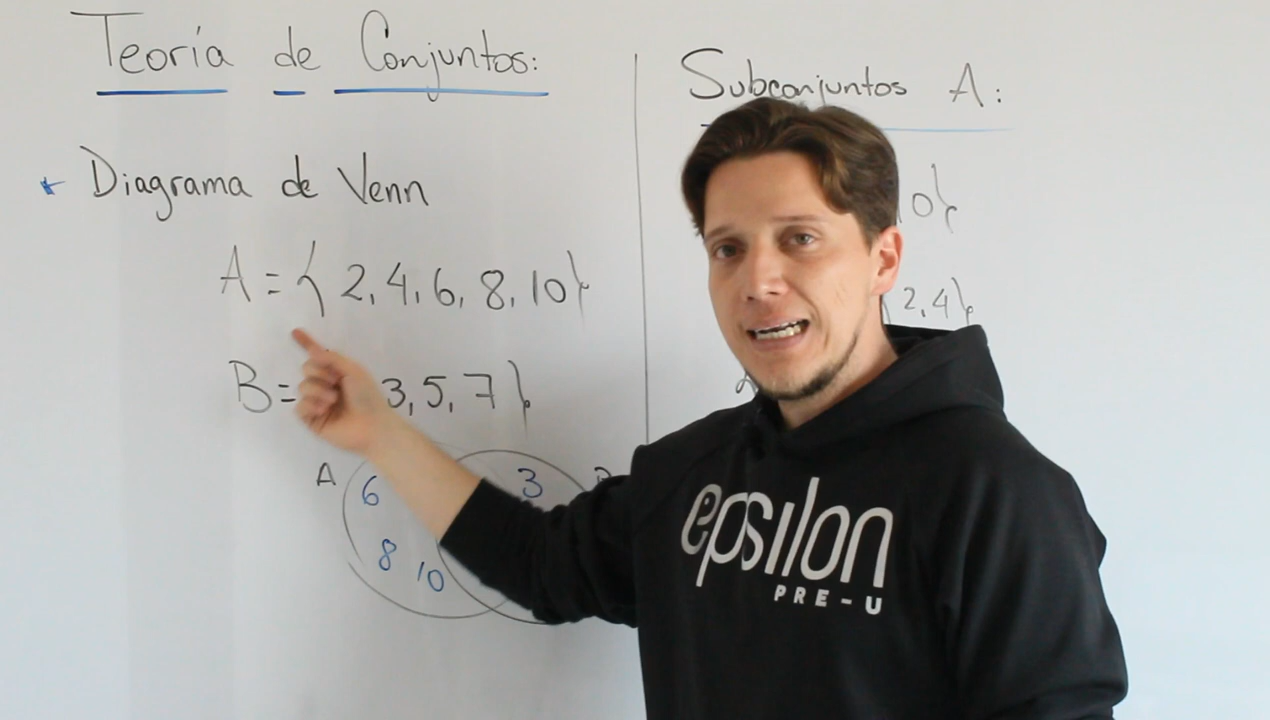 Teoría de Conjuntos:
* Diagrama de Venn
A = { 2, 4, 6, 8, 10}
B = 3, 5, 7 }
A
6
8 10
3
Subconjuntos A:
10}
2,4}
epsilon
PRE-U